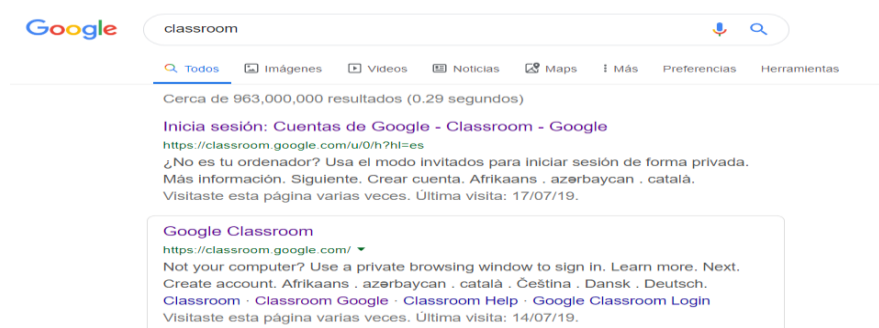 Google classroom
Todos Imágenes Vídeos Noticias Maps Más Preferencias Herramientas
Cerca de 963,000,000 resultados (0.29 segundos)
Inicia sesión: Cuentas de Google - Classroom - Google
https://classroom.google.com/u/0/h?hl=es
¿No es tu ordenador? Usa el modo invitados para iniciar sesión de forma privada.
Más información. Siguiente. Crear cuenta. Afrikaans . azərbaycan . català.
Visitaste esta página varias veces. Última visita: 17/07/19.
Google Classroom
https://classroom.google.com/
Not your computer? Use a private browsing window to sign in. Learn more. Next.
Create account. Afrikaans . azərbaycan . català . Čeština . Dansk . Deutsch.
Classroom · Classroom Google · Classroom Help · Google Classroom Login
Visitaste esta página varias veces. Última visita: 14/07/19.